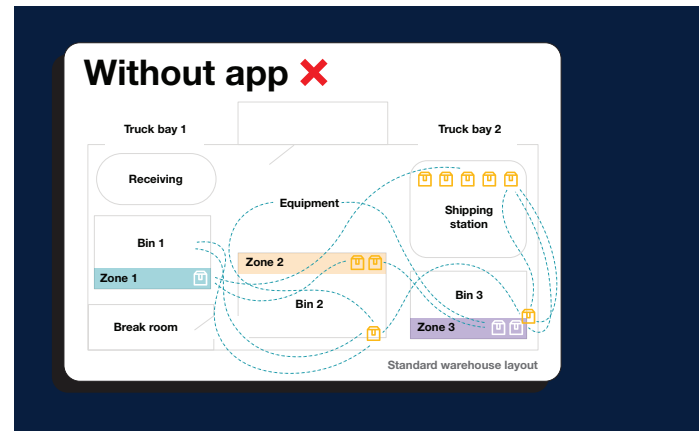 Without app
Truck bay 1
Truck bay 2
Receiving
Equipment
Shipping
station
Bin 1
Zone 2
Zone 1
Bin 3
Bin 2
Break room
Zone 3
Standard warehouse layout